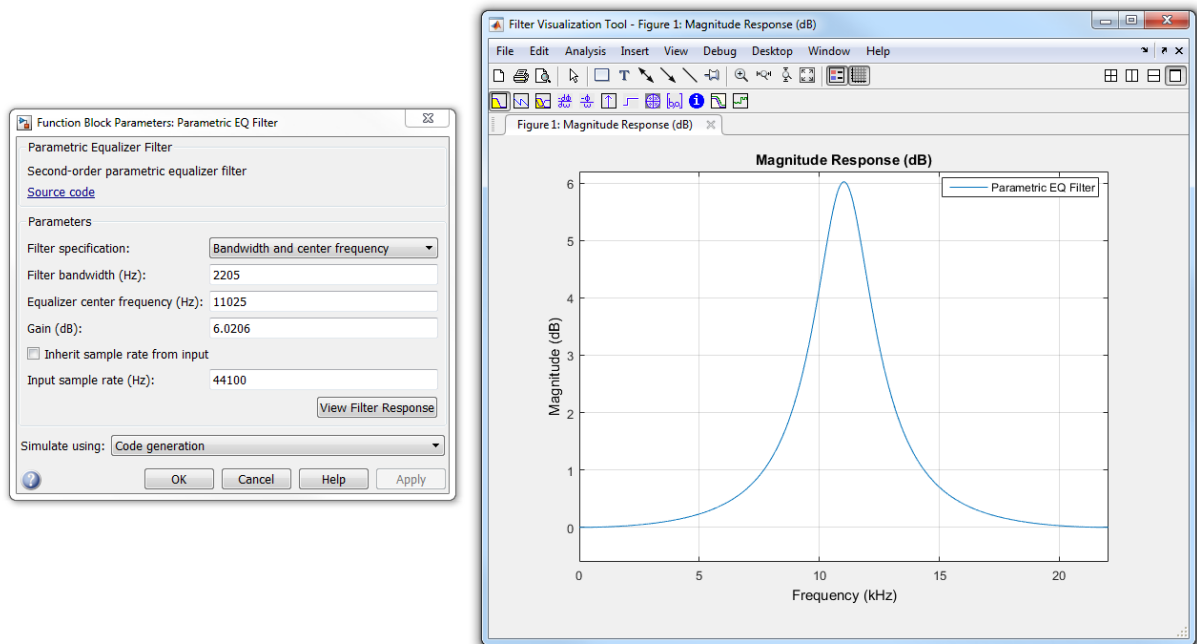 Function Block Parameters: Parametric EQ Filter
Parametric Equalizer Filter
Second-order parametric equalizer filter
Source code
Parameters
Filter specification: Bandwidth and center frequency
Filter bandwidth (Hz): 2205
Equalizer center frequency (Hz): 11025
Gain (dB): 6.0206
Inherit sample rate from input
Input sample rate (Hz): 44100
View Filter Response
Simulate using: Code generation
OK Cancel Help Apply
Filter Visualization Tool - Figure 1: Magnitude Response (dB)
File Edit Analysis Insert View Debug Desktop Window Help
Figure 1: Magnitude Response (dB)
Magnitude Response (dB)
Parametric EQ Filter
6
5
4
3
2
1
0
Magnitude (dB)
0 5 10 15 20
Frequency (kHz)